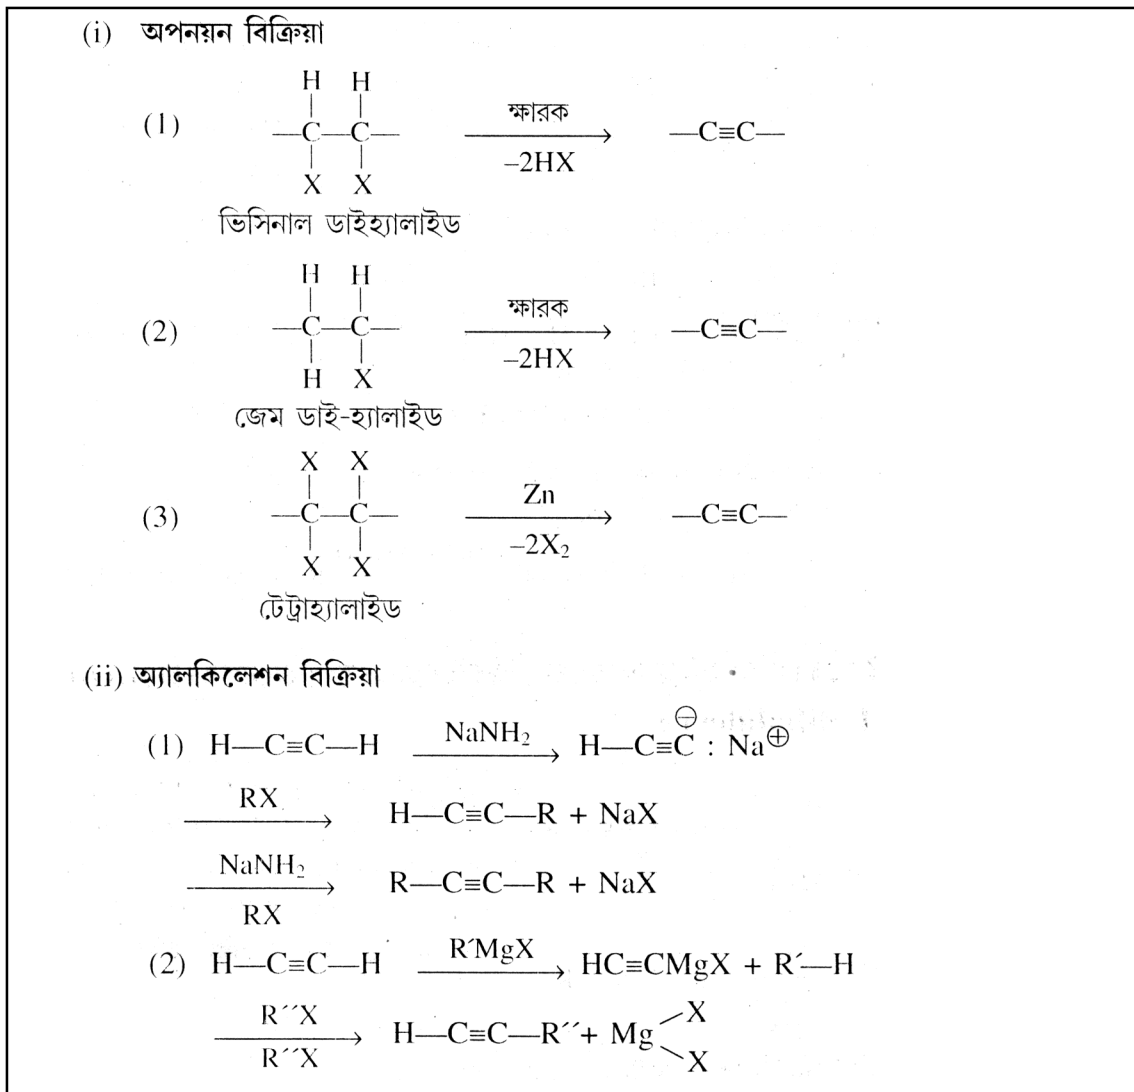 (i) অপনয়ন বিক্রিয়া
H H
(1) —C—C— ক্ষারক —C≡C—
–2HX
X X
ভিসিনাল ডাইহ্যালাইড
H H
(2) —C—C— ক্ষারক —C≡C—
–2HX
H X
জেম ডাই-হ্যালাইড
X X
(3) —C—C— Zn —C≡C—
–2X₂
X X
টেট্রাহ্যালাইড
(ii) অ্যালকিলেশন বিক্রিয়া
(1) H—C≡C—H NaNH₂ → H—C≡C⊖ : Na⊕
RX → H—C≡C—R + NaX
NaNH₂ → R—C≡C—R + NaX
RX
(2) H—C≡C—H R´MgX → HC≡CMgX + R´—H
R´´X → H—C≡C—R´´+ Mg X
R´´X X